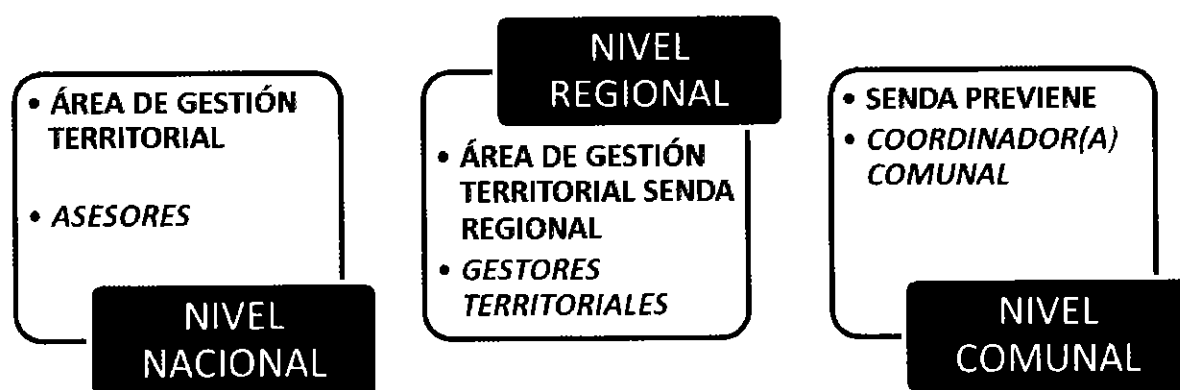 • ÁREA DE GESTIÓN
TERRITORIAL
• ASESORES
NIVEL
NACIONAL
NIVEL
REGIONAL
• ÁREA DE GESTIÓN
TERRITORIAL SENDA
REGIONAL
• GESTORES
TERRITORIALES
• SENDA PREVIENE
• COORDINADOR(A)
COMUNAL
NIVEL
COMUNAL